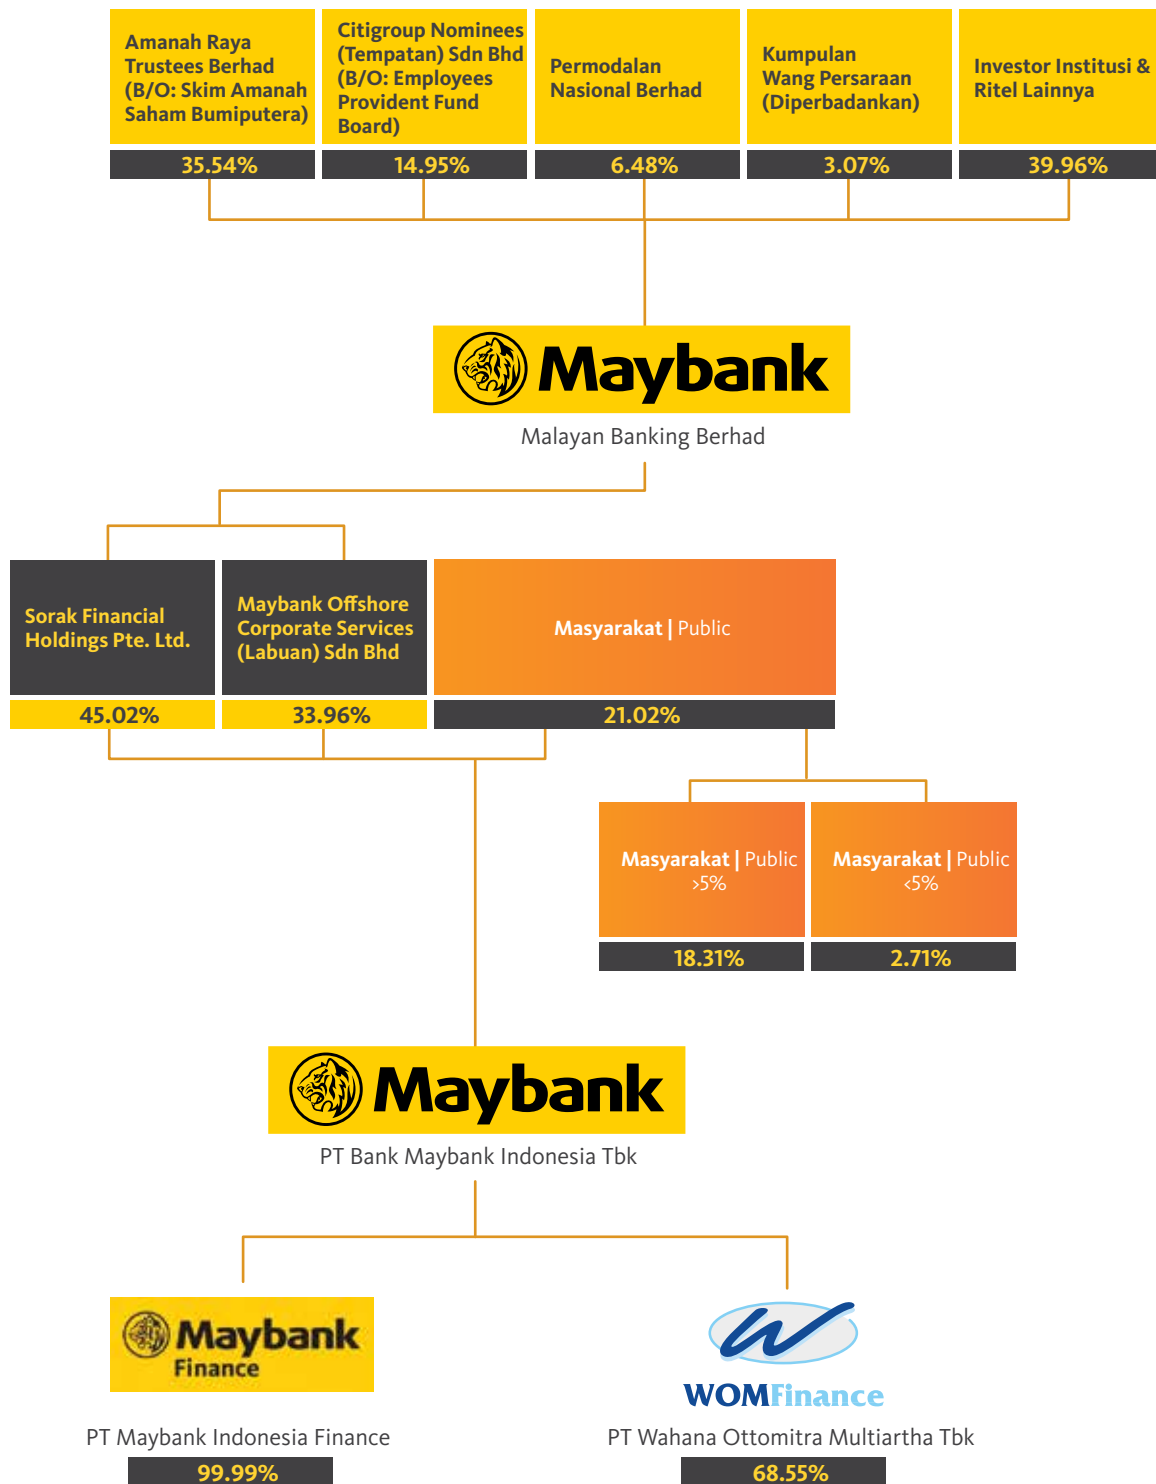 Amanah Raya
Trustees Berhad
(B/O: Skim Amanah
Saham Bumiputera)
35.54%
Citigroup Nominees
(Tempatan) Sdn Bhd
(B/O: Employees
Provident Fund
Board)
14.95%
Permodalan
Nasional Berhad
6.48%
Kumpulan
Wang Persaraan
(Diperbadankan)
3.07%
Investor Institusi &
Ritel Lainnya
39.96%
Maybank
Malayan Banking Berhad
Sorak Financial
Holdings Pte. Ltd.
45.02%
Maybank Offshore
Corporate Services
(Labuan) Sdn Bhd
33.96%
Masyarakat | Public
21.02%
Masyarakat | Public
>5%
18.31%
Masyarakat | Public
<5%
2.71%
Maybank
PT Bank Maybank Indonesia Tbk
Maybank
Finance
PT Maybank Indonesia Finance
99.99%
WOMFinance
PT Wahana Ottomitra Multiartha Tbk
68.55%